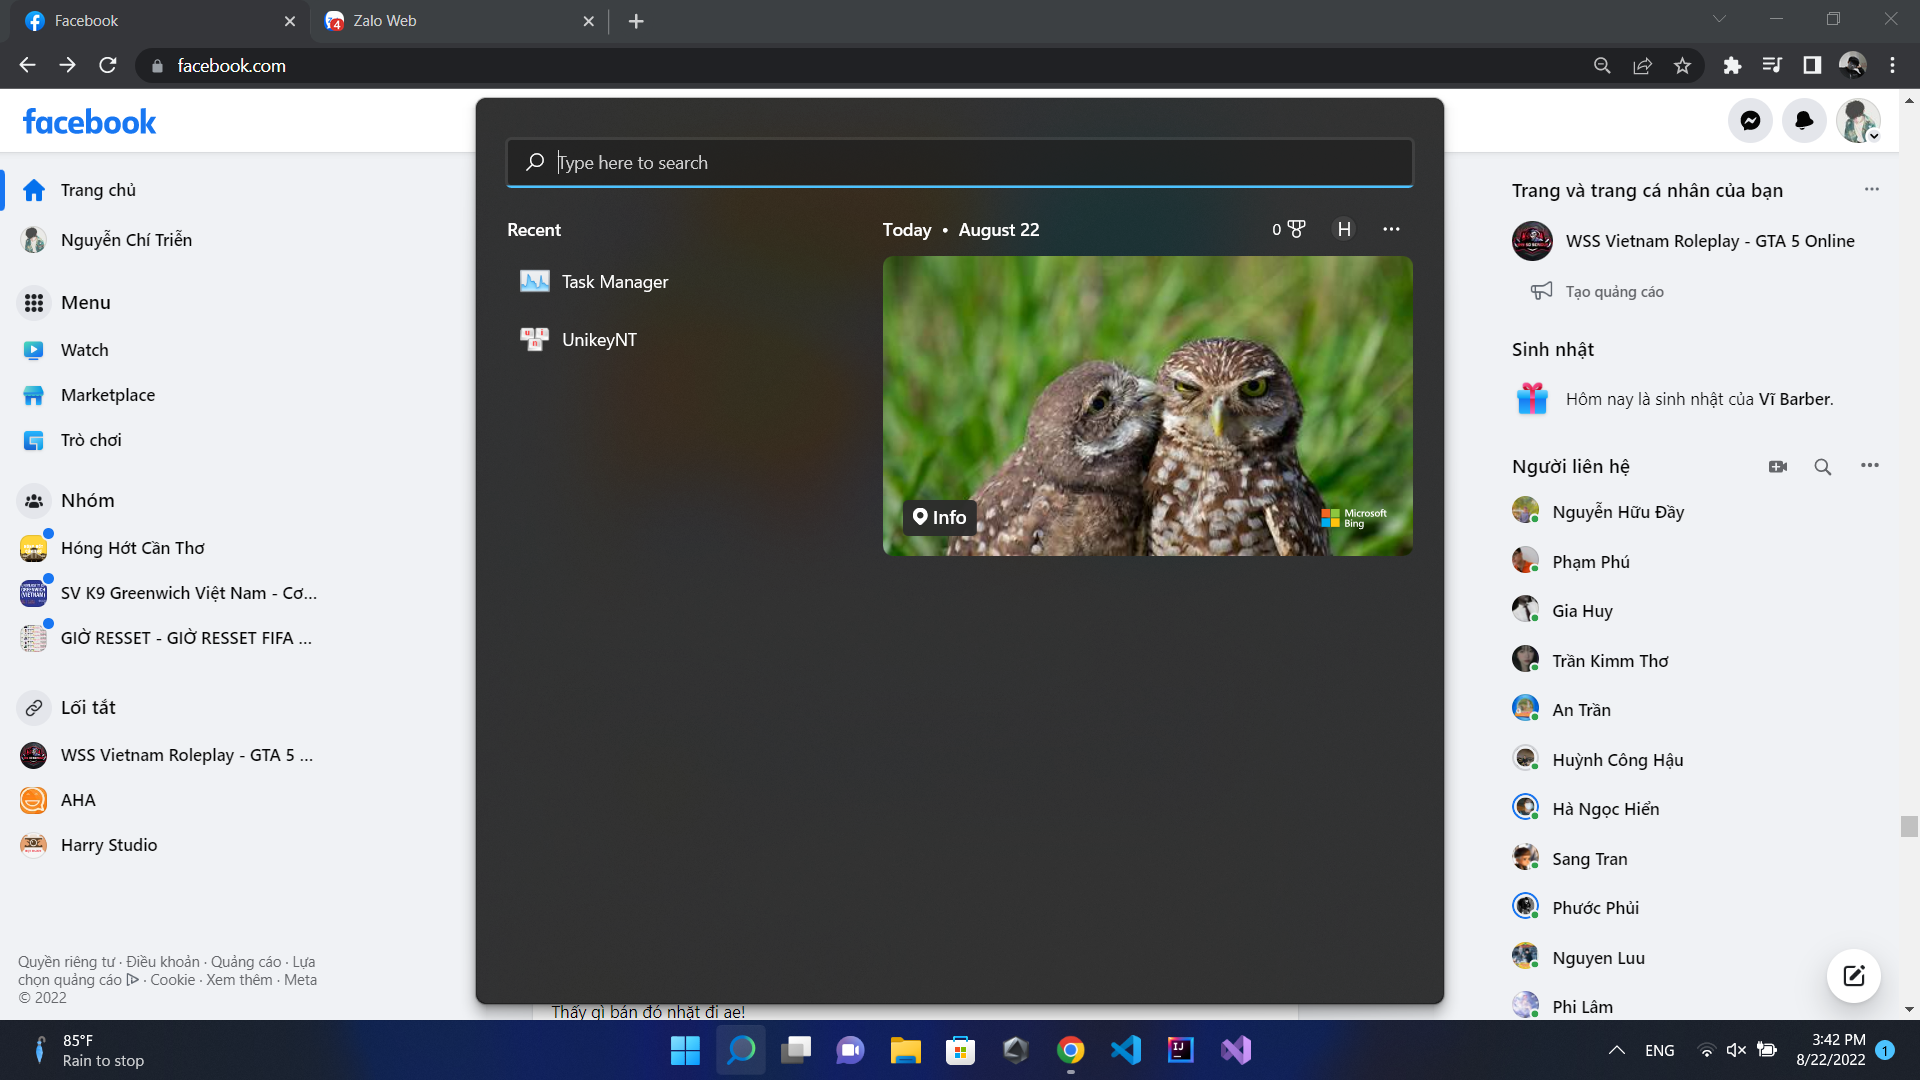 Facebook
Zalo Web
facebook.com
facebook
Trang chủ
Nguyễn Chí Triễn
Menu
Watch
Marketplace
Trò chơi
Nhóm
Hóng Hớt Cần Thơ
SV K9 Greenwich Việt Nam - Cơ...
GIỜ RESSET - GIỜ RESSET FIFA ...
Lối tắt
WSS Vietnam Roleplay - GTA 5 ...
AHA
Harry Studio
Quyền riêng tư · Điều khoản · Quảng cáo · Lựa
chọn quảng cáo · Cookie · Xem thêm · Meta
© 2022
Type here to search
Recent
Task Manager
UnikeyNT
Today • August 22
0
H
Info
Microsoft
Bing
Thấy gì bán đó nhặt đi ae!
Trang và trang cá nhân của bạn
WSS Vietnam Roleplay - GTA 5 Online
Tạo quảng cáo
Sinh nhật
Hôm nay là sinh nhật của Vĩ Barber.
Người liên hệ
Nguyễn Hữu Đầy
Phạm Phú
Gia Huy
Trần Kimm Thơ
An Trần
Huỳnh Công Hậu
Hà Ngọc Hiển
Sang Tran
Phước Phủi
Nguyen Luu
Phi Lâm
85°F
Rain to stop
ENG
3:42 PM
8/22/2022
1